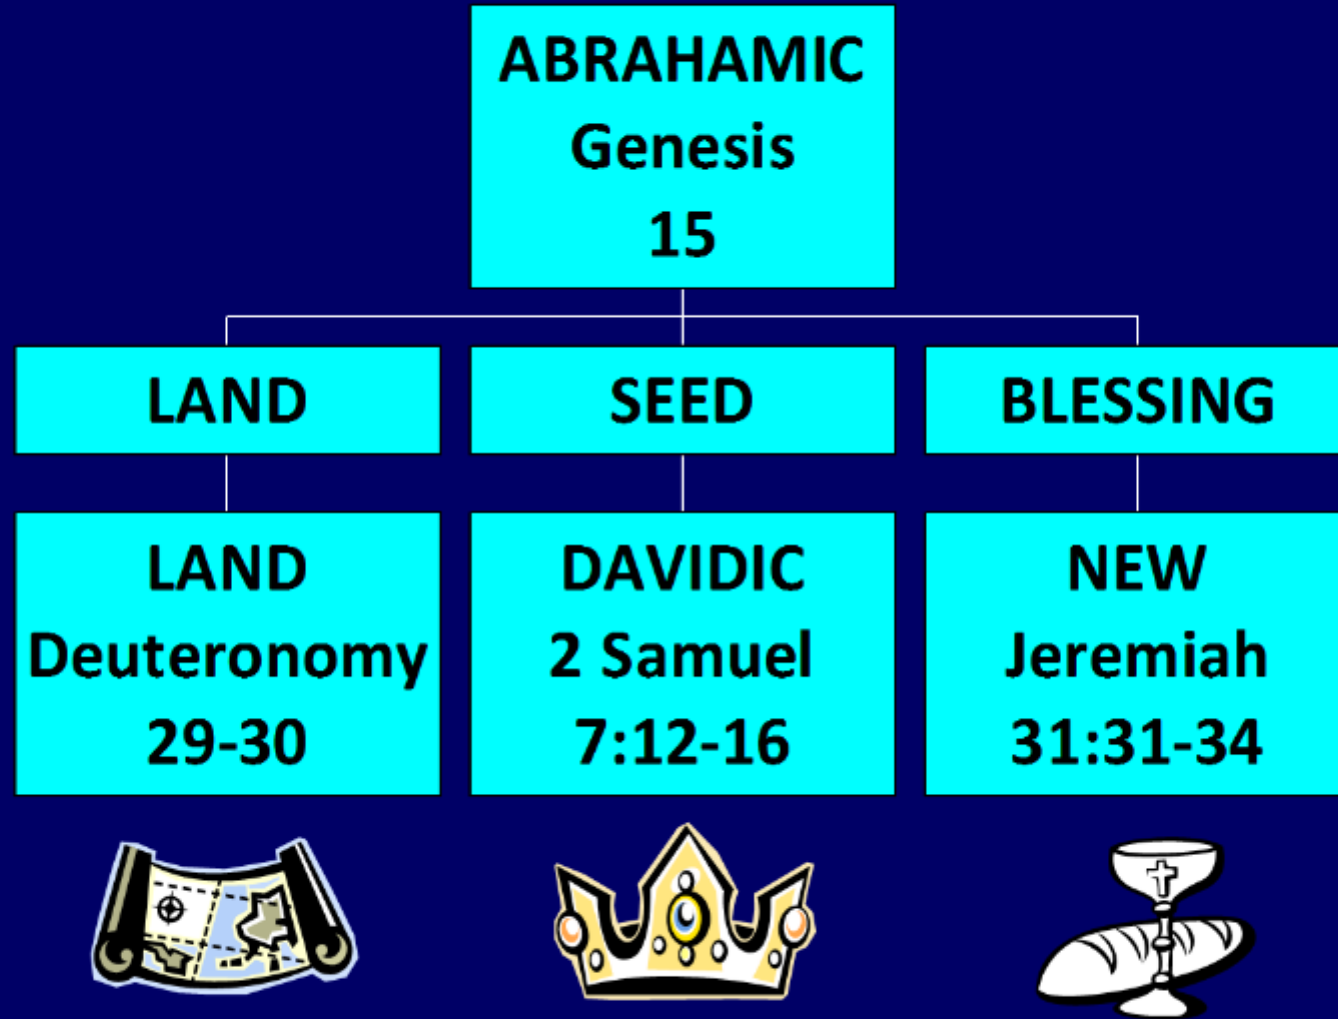 ABRAHAMIC
Genesis
15
LAND
SEED
BLESSING
LAND
Deuteronomy
29-30
DAVIDIC
2 Samuel
7:12-16
NEW
Jeremiah
31:31-34